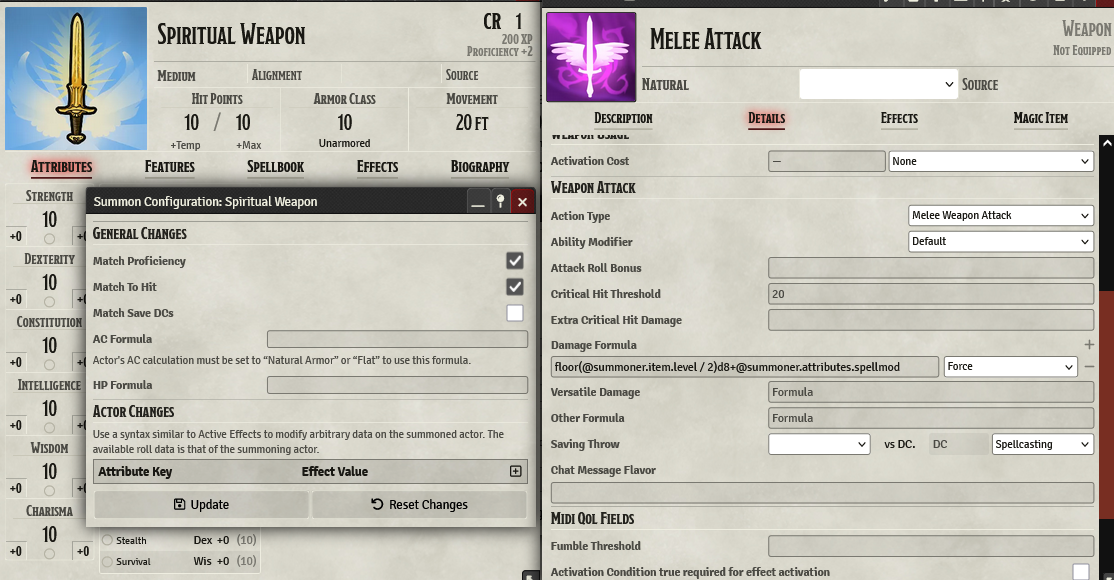 SPIRITUAL WEAPON
CR 1
200 XP
PROFICIENCY +2
MEDIUM
ALIGNMENT
SOURCE
HIT POINTS
10 / 10
+Temp +Max
ARMOR CLASS
10
Unarmored
MOVEMENT
20 FT
ATTRIBUTES FEATURES SPELLBOOK EFFECTS BIOGRAPHY
STRENGTH
10
+0 +0
DEXTERITY
10
+0 +0
CONSTITUTION
10
+0 +0
INTELLIGENCE
10
+0 +0
WISDOM
10
+0 +0
CHARISMA
10
+0 +0
Stealth Dex +0 (10)
Survival Wis +0 (10)
Summon Configuration: Spiritual Weapon
GENERAL CHANGES
Match Proficiency
Match To Hit
Match Save DCs
AC Formula
Actor's AC calculation must be set to “Natural Armor” or “Flat” to use this formula.
HP Formula
ACTOR CHANGES
Use a syntax similar to Active Effects to modify arbitrary data on the summoned actor. The
available roll data is that of the summoning actor.
Attribute Key Effect Value
Update Reset Changes
MELEE ATTACK
WEAPON
NOT EQUIPPED
NATURAL
SOURCE
DESCRIPTION DETAILS EFFECTS MAGIC ITEM
WEAPON USAGE
Activation Cost — None
WEAPON ATTACK
Action Type Melee Weapon Attack
Ability Modifier Default
Attack Roll Bonus
Critical Hit Threshold 20
Extra Critical Hit Damage
Damage Formula +
floor(@summoner.item.level / 2)d8+@summoner.attributes.spellmod Force −
Versatile Damage Formula
Other Formula Formula
Saving Throw vs DC. DC Spellcasting
Chat Message Flavor
MIDI QOL FIELDS
Fumble Threshold
Activation Condition true required for effect activation